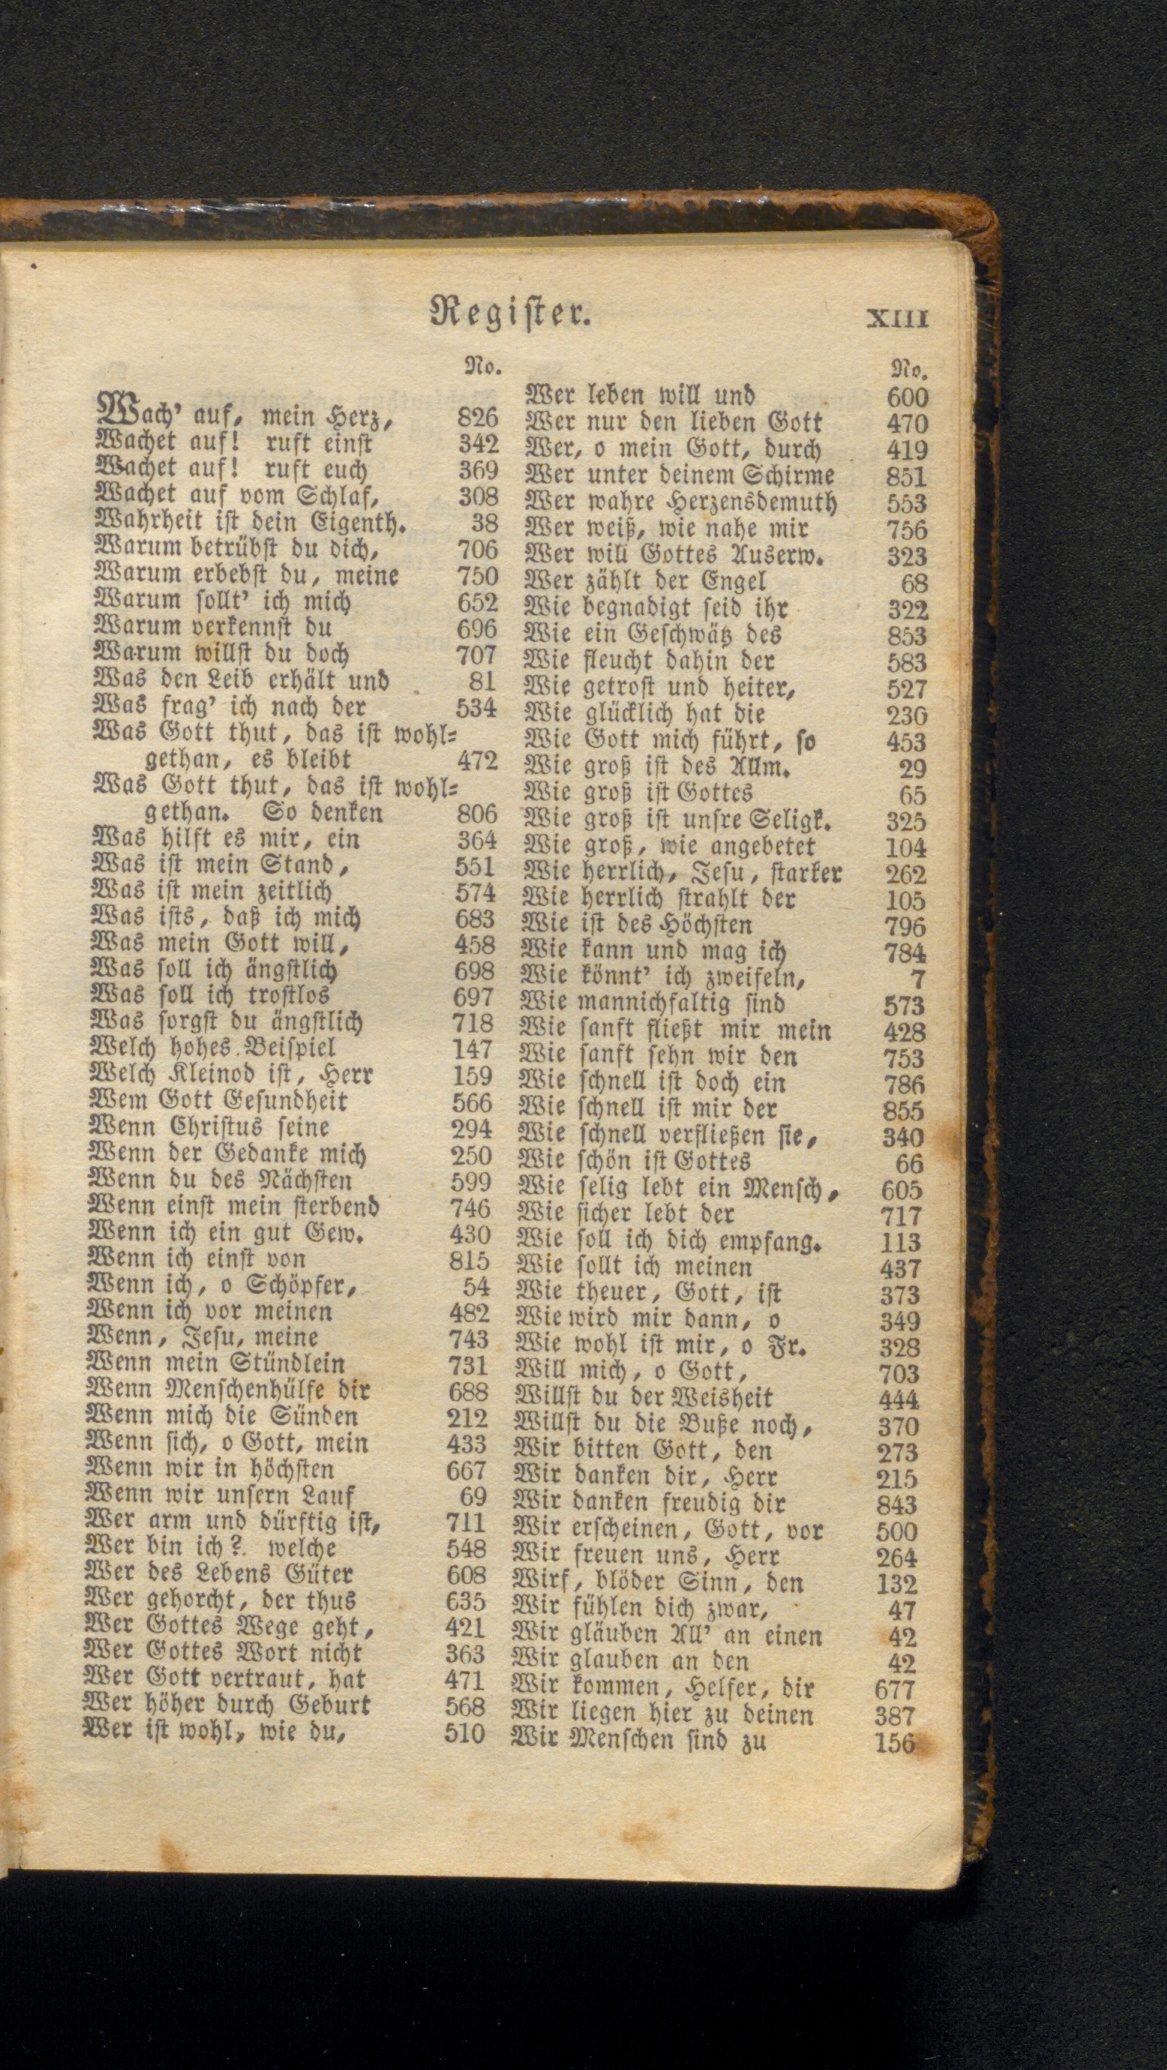 Register.
XIII
No.
Wach' auf, mein Herz, 826
Wachet auf! ruft einst 342
Wachet auf! ruft euch 369
Wachet auf vom Schlaf, 308
Wahrheit ist dein Eigenth. 38
Warum betrübst du dich, 706
Warum erbebst du, meine 750
Warum sollt' ich mich 652
Warum verkennst du 696
Warum willst du doch 707
Was den Leib erhält und 81
Was frag' ich nach der 534
Was Gott thut, das ist wohl-
gethan, es bleibt 472
Was Gott thut, das ist wohl-
gethan. So denken 806
Was hilft es mir, ein 364
Was ist mein Stand, 551
Was ist mein zeitlich 574
Was ists, daß ich mich 683
Was mein Gott will, 458
Was soll ich ängstlich 698
Was soll ich trostlos 697
Was sorgst du ängstlich 718
Welch hohes Beispiel 147
Welch Kleinod ist, Herr 159
Wem Gott Gesundheit 566
Wenn Christus seine 294
Wenn der Gedanke mich 250
Wenn du des Nächsten 599
Wenn einst mein sterbend 746
Wenn ich ein gut Gew. 430
Wenn ich einst von 815
Wenn ich, o Schöpfer, 54
Wenn ich vor meinen 482
Wenn, Jesu, meine 743
Wenn mein Stündlein 731
Wenn Menschenhülfe dir 688
Wenn mich die Sünden 212
Wenn sich, o Gott, mein 433
Wenn wir in höchsten 667
Wenn wir unsern Lauf 69
Wer arm und dürftig ist, 711
Wer bin ich? welche 548
Wer des Lebens Güter 608
Wer gehorcht, der thus 635
Wer Gottes Wege geht, 421
Wer Gottes Wort nicht 363
Wer Gott vertraut, hat 471
Wer höher durch Geburt 568
Wer ist wohl, wie du, 510
No.
Wer leben will und 600
Wer nur den lieben Gott 470
Wer, o mein Gott, durch 419
Wer unter deinem Schirme 851
Wer wahre Herzensdemuth 553
Wer weiß, wie nahe mir 756
Wer will Gottes Auserw. 323
Wer zählt der Engel 68
Wie begnadigt seid ihr 322
Wie ein Geschwätz des 853
Wie fleucht dahin der 583
Wie getrost und heiter, 527
Wie glücklich hat die 236
Wie Gott mich führt, so 453
Wie groß ist des Allm. 29
Wie groß ist Gottes 65
Wie groß ist unsre Seligk. 325
Wie groß, wie angebetet 104
Wie herrlich, Jesu, starker 262
Wie herrlich strahlt der 105
Wie ist des Höchsten 796
Wie kann und mag ich 784
Wie könnt' ich zweifeln, 7
Wie mannichfaltig sind 573
Wie sanft fließt mir mein 428
Wie sanft sehn wir den 753
Wie schnell ist doch ein 786
Wie schnell ist mir der 855
Wie schnell verfließen sie, 340
Wie schön ist Gottes 66
Wie selig lebt ein Mensch, 605
Wie sicher lebt der 717
Wie soll ich dich empfang. 113
Wie sollt ich meinen 437
Wie theuer, Gott, ist 373
Wie wird mir dann, o 349
Wie wohl ist mir, o Fr. 328
Will mich, o Gott, 703
Willst du der Weisheit 444
Willst du die Buße noch, 370
Wir bitten Gott, den 273
Wir danken dir, Herr 215
Wir danken freudig dir 843
Wir erscheinen, Gott, vor 500
Wir freuen uns, Herr 264
Wirf, blöder Sinn, den 132
Wir fühlen dich zwar, 47
Wir gläuben All' an einen 42
Wir glauben an den 42
Wir kommen, Helfer, dir 677
Wir liegen hier zu deinen 387
Wir Menschen sind zu 156